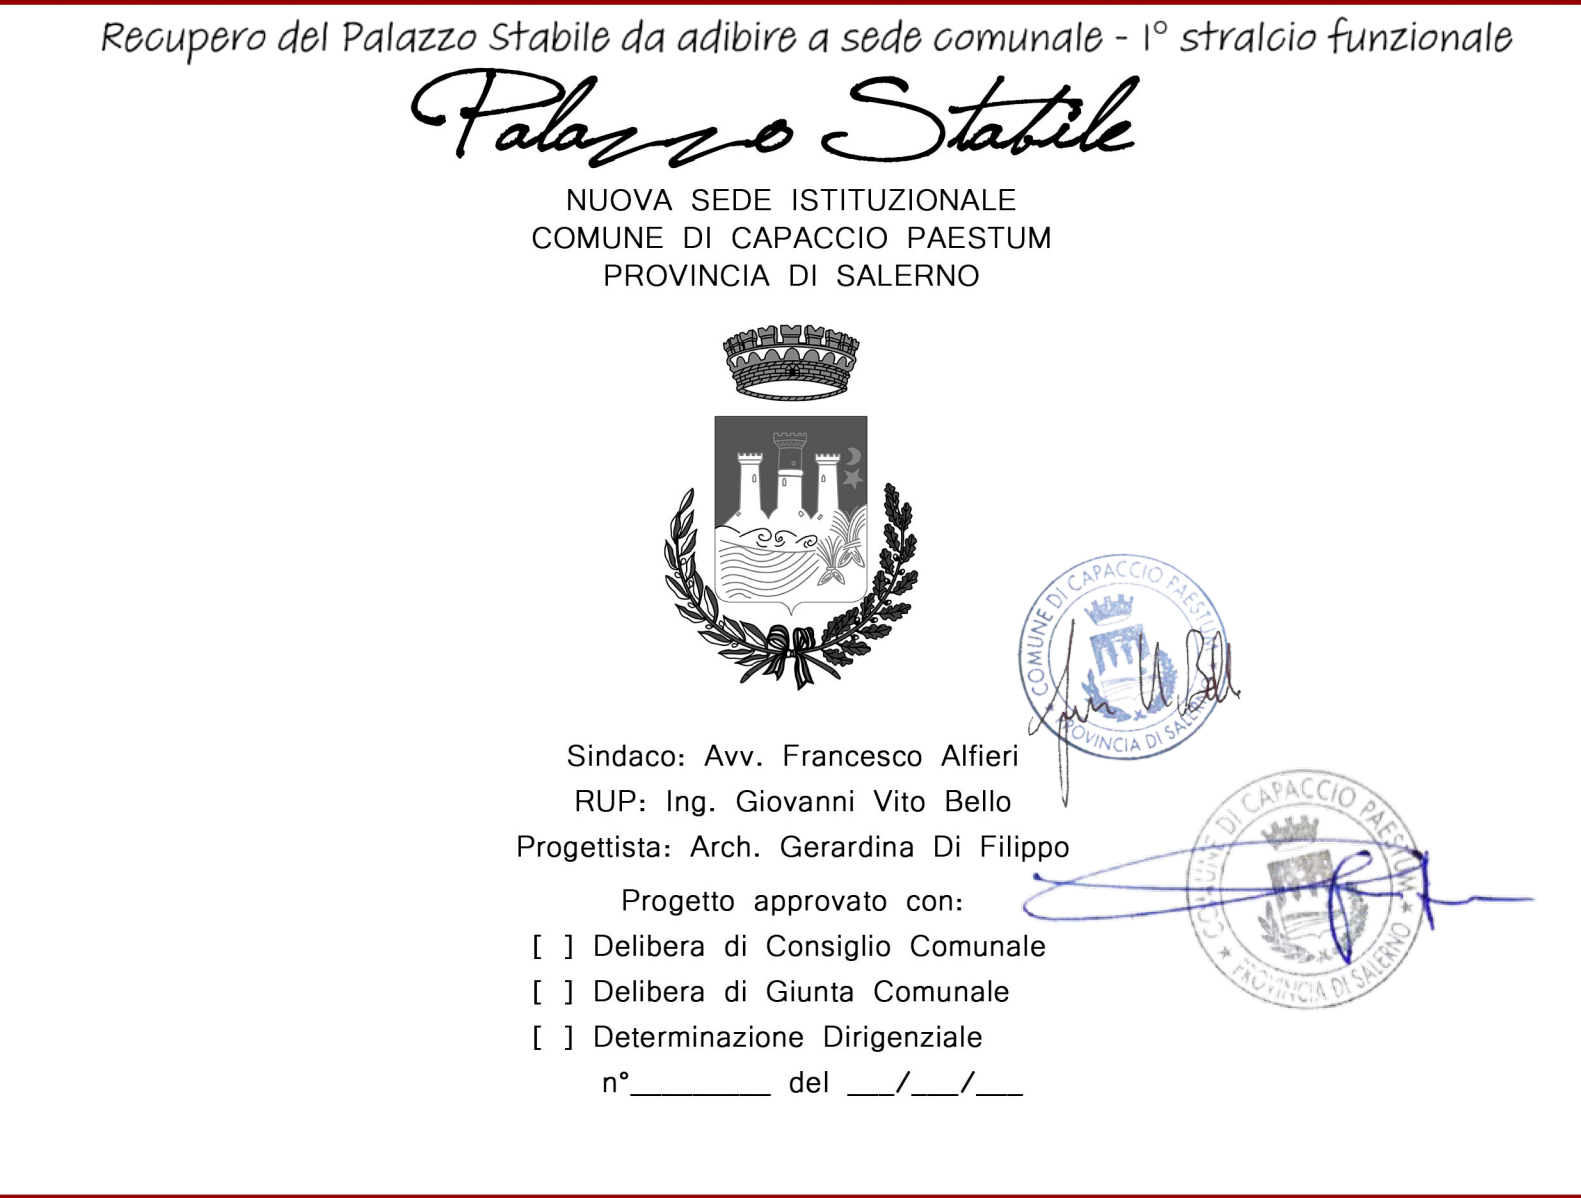 Recupero del Palazzo Stabile da adibire a sede comunale - 1° stralcio funzionale
Palazzo Stabile
NUOVA SEDE ISTITUZIONALE
COMUNE DI CAPACCIO PAESTUM
PROVINCIA DI SALERNO
COMUNE DI CAPACCIO PAESTUM
PROVINCIA DI SALERNO
Sindaco: Avv. Francesco Alfieri
RUP: Ing. Giovanni Vito Bello
Progettista: Arch. Gerardina Di Filippo
COMUNE DI CAPACCIO PAESTUM
PROVINCIA DI SALERNO
Progetto approvato con:
[ ] Delibera di Consiglio Comunale
[ ] Delibera di Giunta Comunale
[ ] Determinazione Dirigenziale
n°_________ del ___/___/___